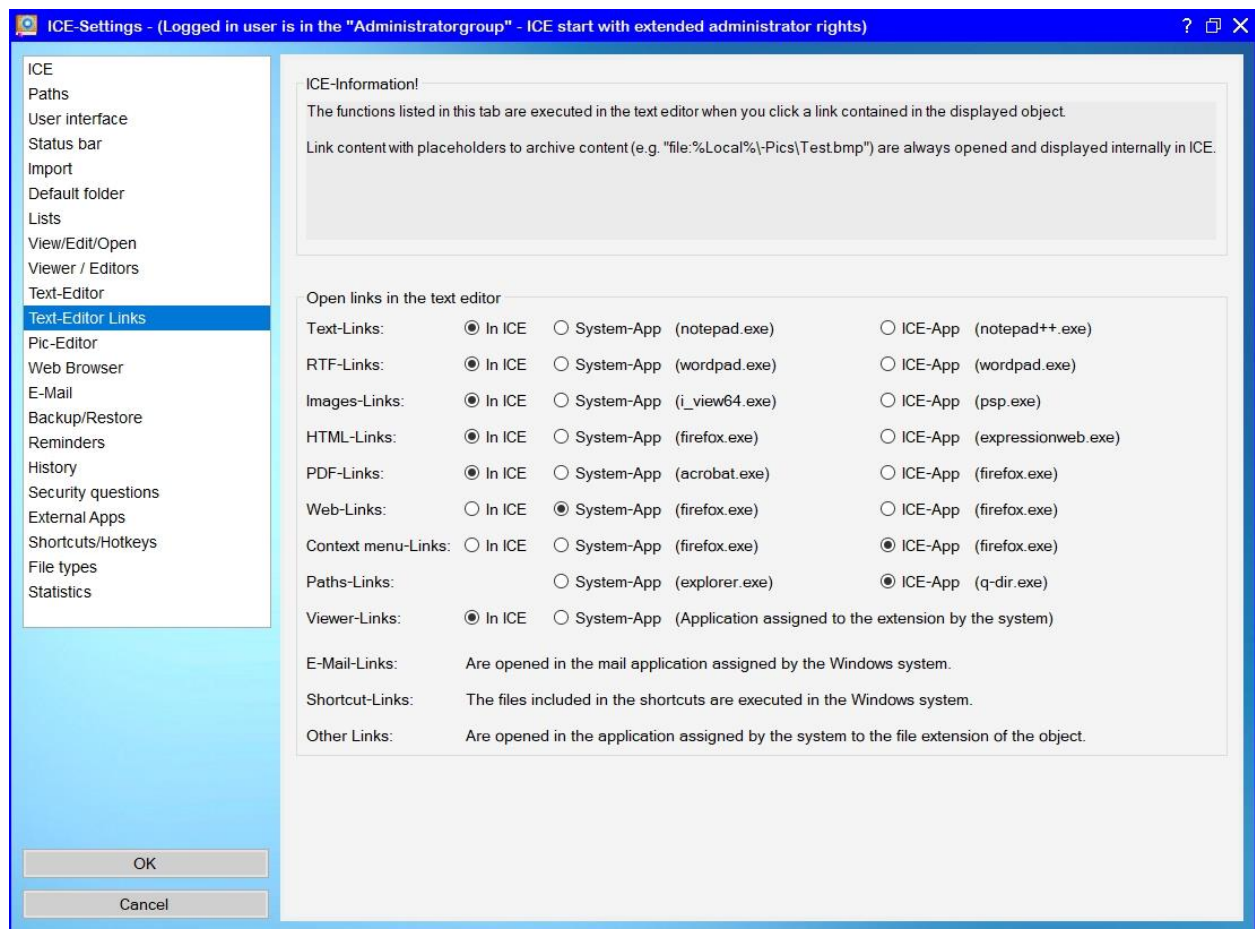 ICE-Settings - (Logged in user is in the "Administratorgroup" - ICE start with extended administrator rights) ?
ICE
Paths
User interface
Status bar
Import
Default folder
Lists
View/Edit/Open
Viewer / Editors
Text-Editor
Text-Editor Links
Pic-Editor
Web Browser
E-Mail
Backup/Restore
Reminders
History
Security questions
External Apps
Shortcuts/Hotkeys
File types
Statistics
OK
Cancel
ICE-Information!
The functions listed in this tab are executed in the text editor when you click a link contained in the displayed object.
Link content with placeholders to archive content (e.g. "file:%Local%\-Pics\Test.bmp") are always opened and displayed internally in ICE.
Open links in the text editor
Text-Links: In ICE System-App (notepad.exe) ICE-App (notepad++.exe)
RTF-Links: In ICE System-App (wordpad.exe) ICE-App (wordpad.exe)
Images-Links: In ICE System-App (i_view64.exe) ICE-App (psp.exe)
HTML-Links: In ICE System-App (firefox.exe) ICE-App (expressionweb.exe)
PDF-Links: In ICE System-App (acrobat.exe) ICE-App (firefox.exe)
Web-Links: In ICE System-App (firefox.exe) ICE-App (firefox.exe)
Context menu-Links: In ICE System-App (firefox.exe) ICE-App (firefox.exe)
Paths-Links: System-App (explorer.exe) ICE-App (q-dir.exe)
Viewer-Links: In ICE System-App (Application assigned to the extension by the system)
E-Mail-Links: Are opened in the mail application assigned by the Windows system.
Shortcut-Links: The files included in the shortcuts are executed in the Windows system.
Other Links: Are opened in the application assigned by the system to the file extension of the object.